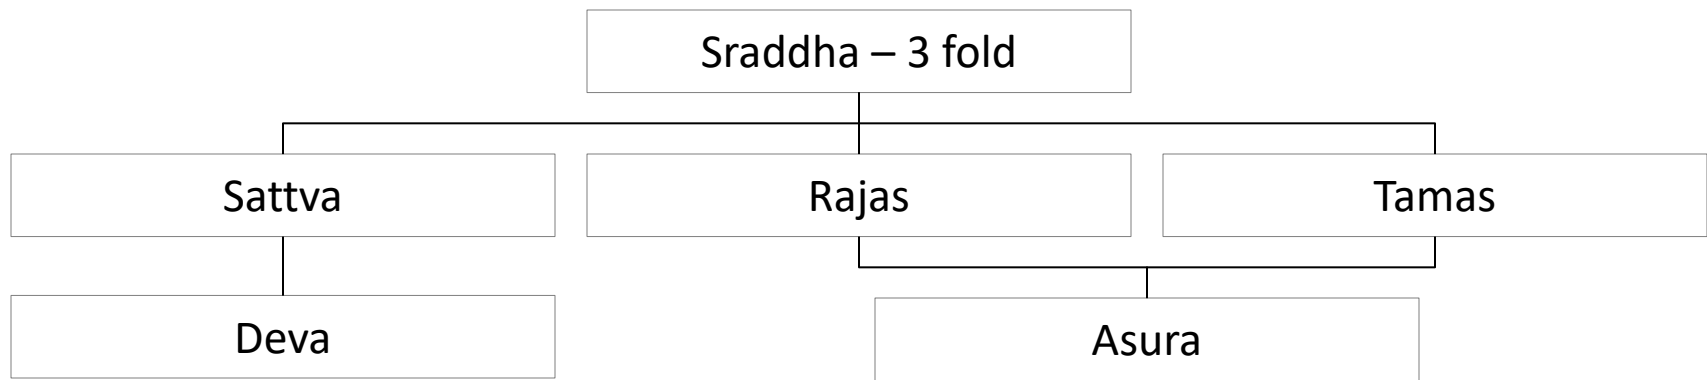 Sraddha – 3 fold
Sattva
Rajas
Tamas
Deva
Asura